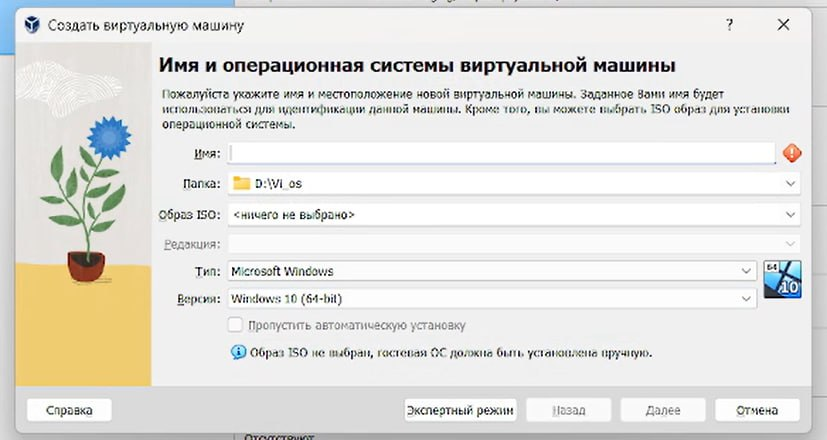 Создать виртуальную машину
?
Имя и операционная системы виртуальной машины
Пожалуйста укажите имя и местоположение новой виртуальной машины. Заданное Вами имя будет
использоваться для идентификации данной машины. Кроме того, вы можете выбрать ISO образ для установки
операционной системы.
Имя:
Папка: D:\Vi_os
Образ ISO: <ничего не выбрано>
Редакция:
Тип: Microsoft Windows
64
10
Версия: Windows 10 (64-bit)
Пропустить автоматическую установку
Образ ISO не выбран, гостевая ОС должна быть установлена вручную.
Справка Экспертный режим Назад Далее Отмена